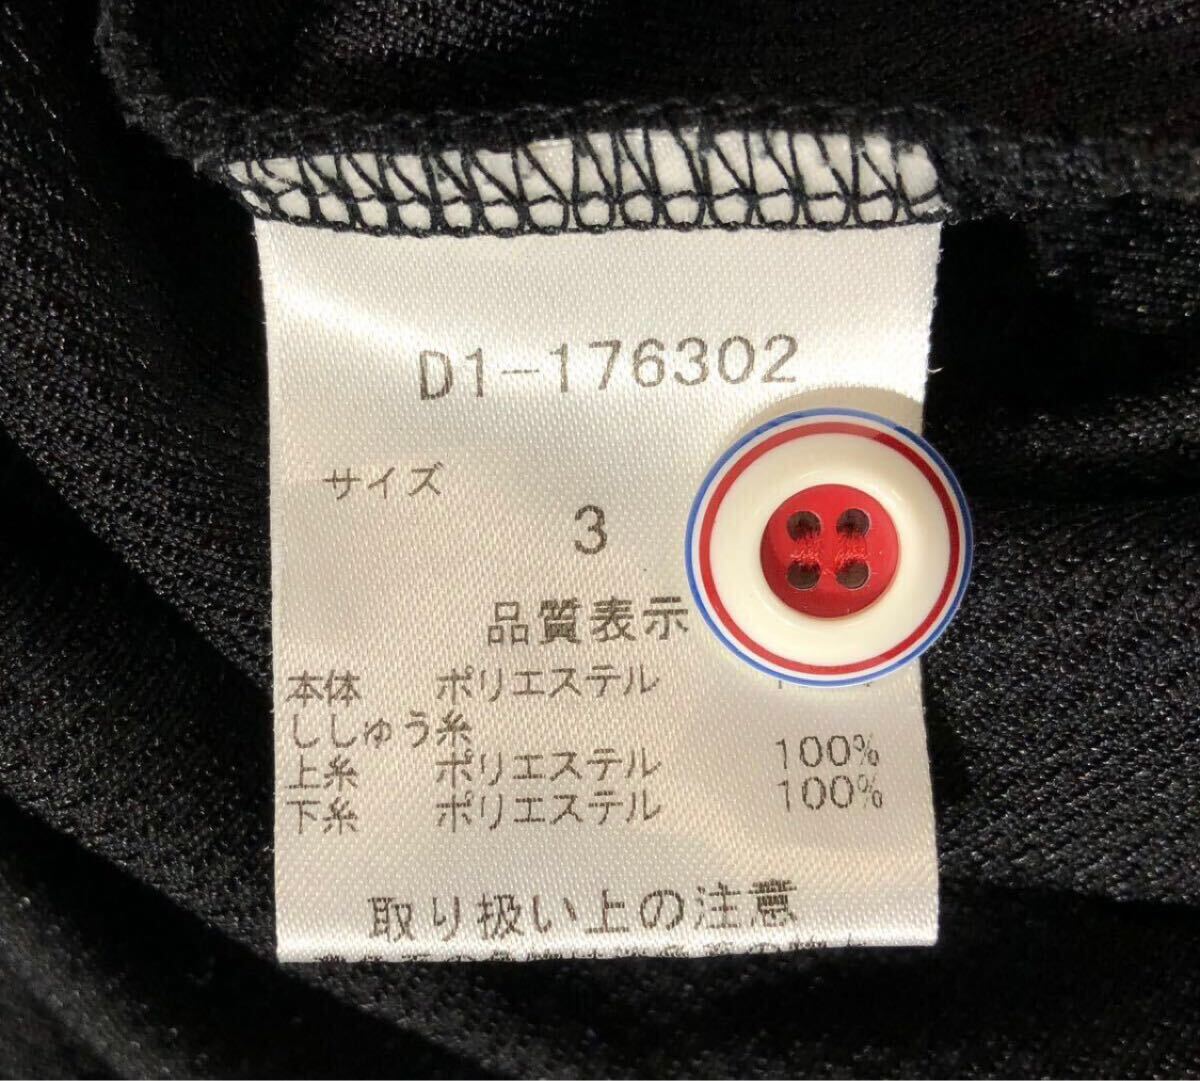 D1-176302
サイズ
3
品質表示
本体 ポリエステル
ししゅう糸
上糸 ポリエステル 100%
下糸 ポリエステル 100%
取り扱い上の注意